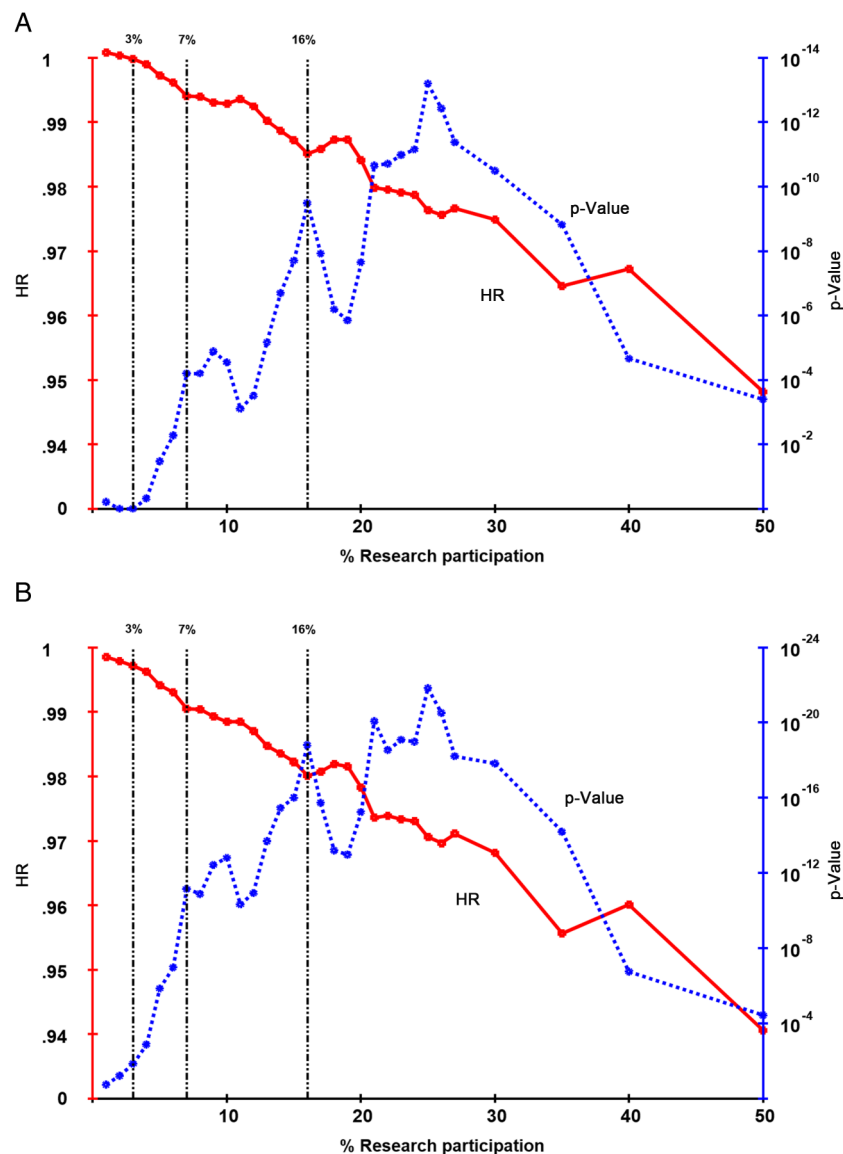 A
3% 7% 16%
1 10-14
.99 10-12
.98 10-10
p-Value
.97 10-8
HR HR p-Value
.96 10-6
.95 10-4
.94 10-2
0
10 20 30 40 50
% Research participation
B
3% 7% 16%
1 10-24
.99 10-20
.98 10-16
p-Value
.97 10-12
HR HR p-Value
.96 10-8
.95 10-4
.94
0
10 20 30 40 50
% Research participation